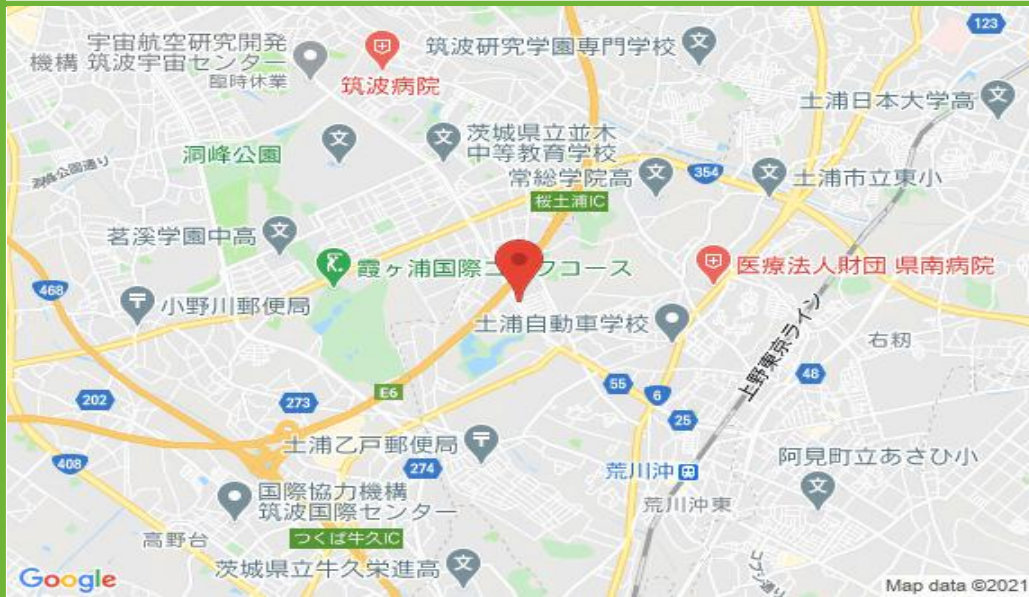 123
宇宙航空研究開発
機構 筑波宇宙センター
臨時休業
筑波病院
筑波研究学園専門学校
土浦日本大学高
洞峰公園通り
洞峰公園
茨城県立並木
中等教育学校
常総学院高
354
土浦市立東小
桜土浦IC
茗溪学園中高
霞ヶ浦国際ゴルフコース
医療法人財団 県南病院
468
小野川郵便局
土浦自動車学校
上野東京ライン
右籾
E6
55
6
48
202
273
25
土浦乙戸郵便局
274
荒川沖
阿見町立あさひ小
408
国際協力機構
筑波国際センター
荒川沖東
高野台
つくば牛久IC
茨城県立牛久栄進高
Google
Map data ©2021